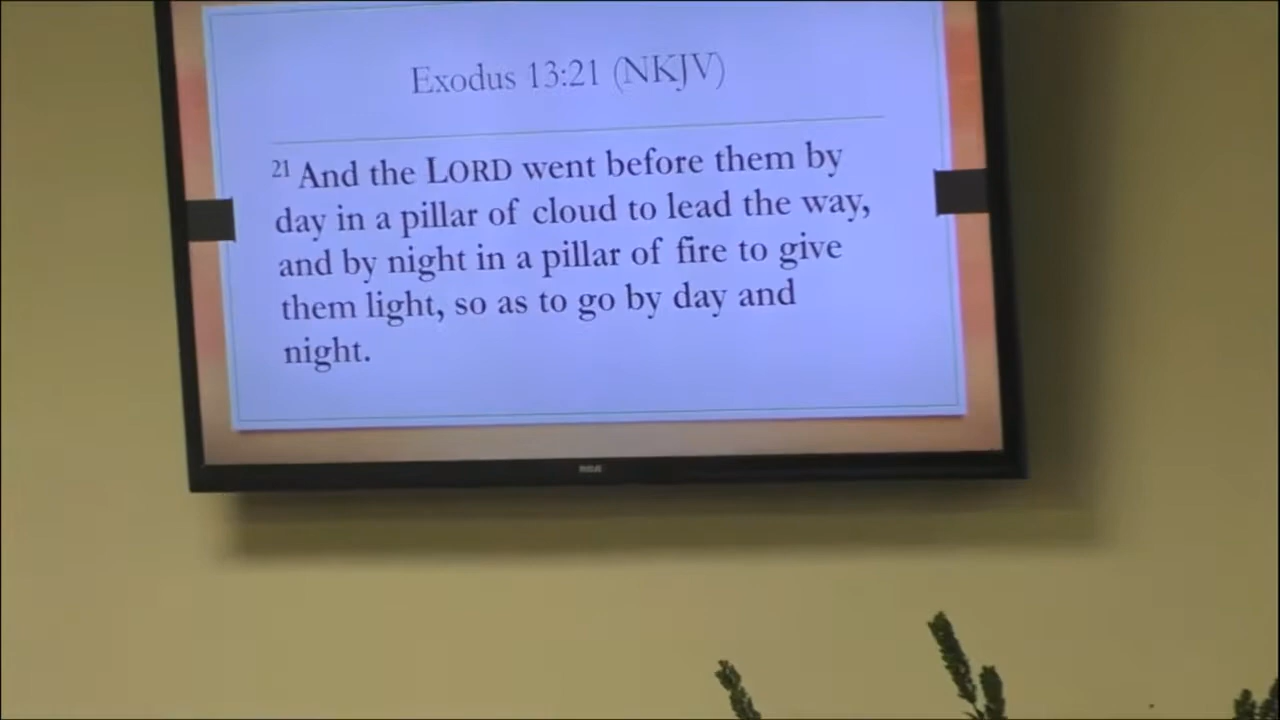 Exodus 13:21 (NKJV)
21 And the LORD went before them by
day in a pillar of cloud to lead the way,
and by night in a pillar of fire to give
them light, so as to go by day and
night.
RCA